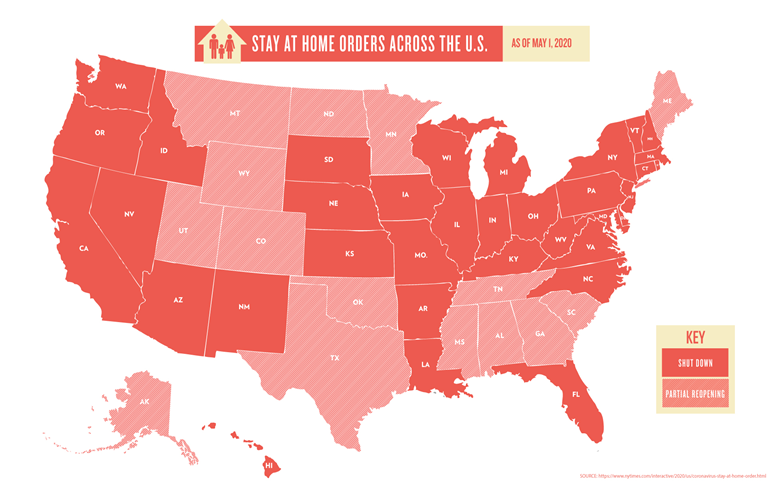 STAY AT HOME ORDERS ACROSS THE U.S.
AS OF MAY 1, 2020
WA
MT
ND
MN
ME
OR
ID
WY
SD
WI
MI
NY
VT
NH
MA
CT
NV
UT
CO
NE
IA
IL
IN
OH
PA
NJ
MD
CA
KS
MO.
KY
WV
VA
AZ
NM
OK
AR
TN
NC
SC
TX
LA
MS
AL
GA
FL
AK
HI
KEY
SHUT DOWN
PARTIAL REOPENING
SOURCE: https://www.nytimes.com/interactive/2020/us/coronavirus-stay-at-home-order.html